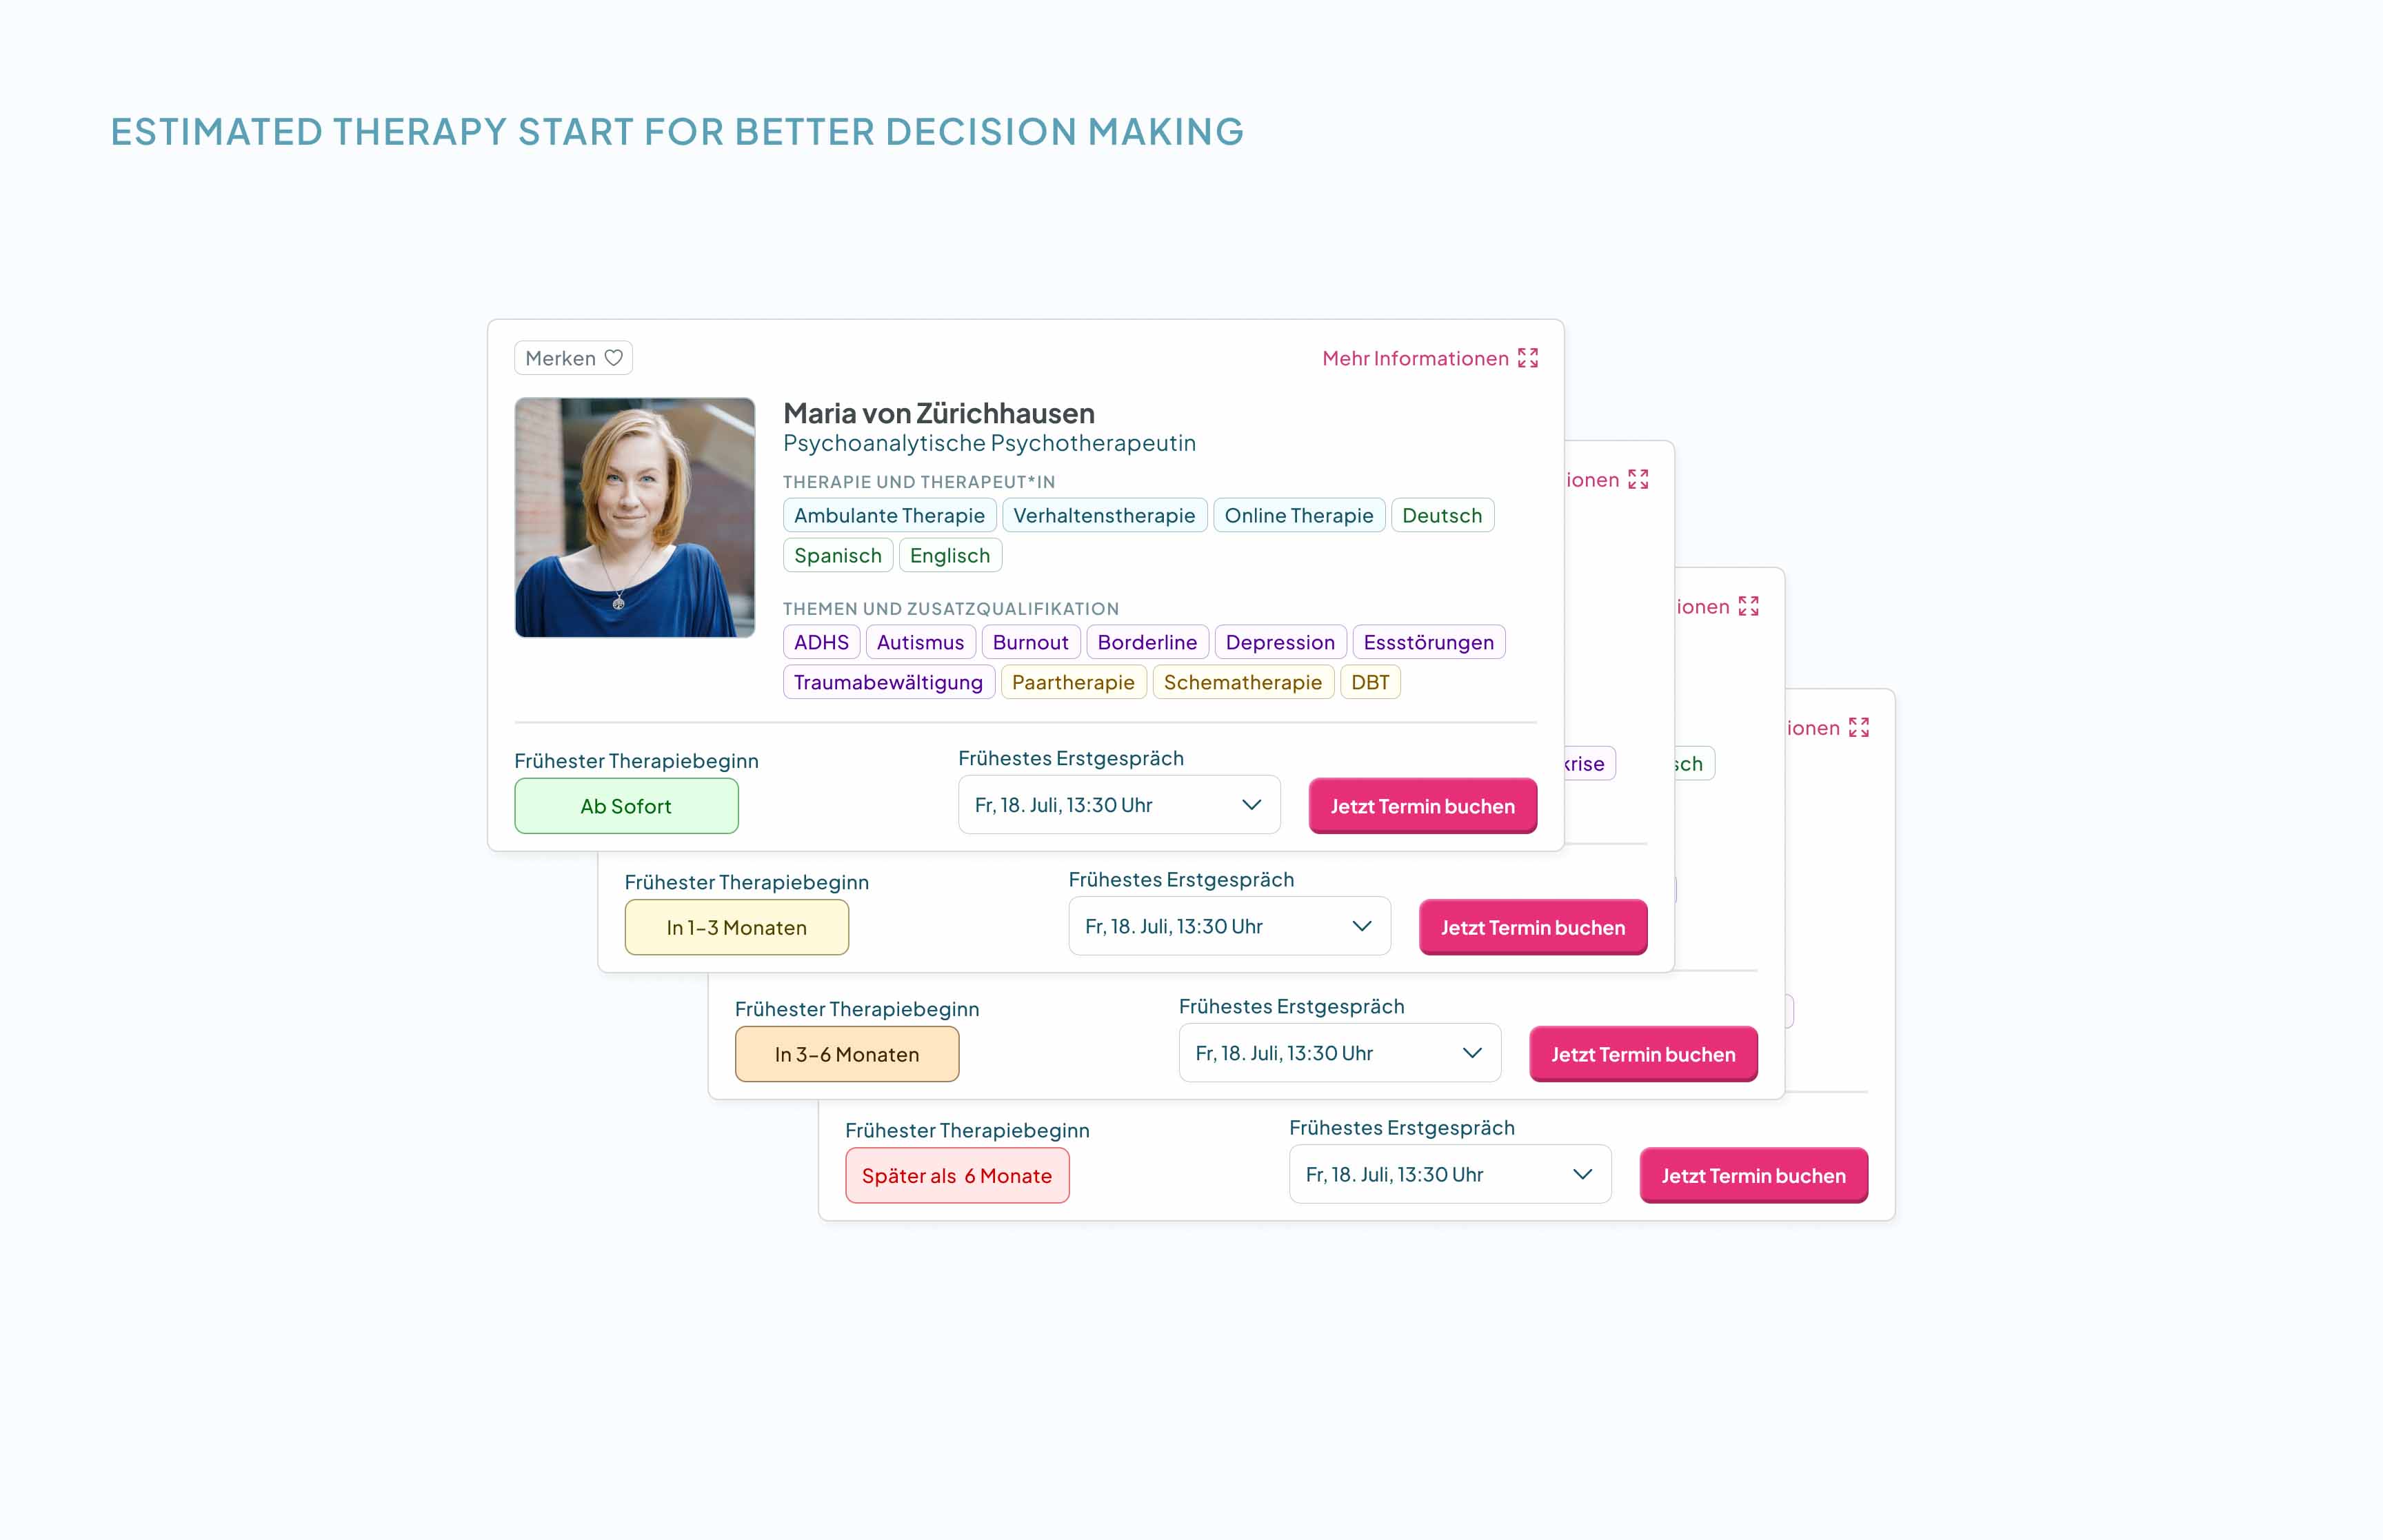 ESTIMATED THERAPY START FOR BETTER DECISION MAKING
Merken
Mehr Informationen
Maria von Zürichhausen
Psychoanalytische Psychotherapeutin
THERAPIE UND THERAPEUT*IN
Ambulante Therapie Verhaltenstherapie Online Therapie Deutsch
Spanisch Englisch
THEMEN UND ZUSATZQUALIFIKATION
ADHS Autismus Burnout Borderline Depression Essstörungen
Traumabewältigung Paartherapie Schematherapie DBT
Frühester Therapiebeginn
Ab Sofort
Frühestes Erstgespräch
Fr, 18. Juli, 13:30 Uhr
Jetzt Termin buchen
ionen
krise
Frühester Therapiebeginn
In 1–3 Monaten
Frühestes Erstgespräch
Fr, 18. Juli, 13:30 Uhr
Jetzt Termin buchen
ionen
sch
Frühester Therapiebeginn
In 3–6 Monaten
Frühestes Erstgespräch
Fr, 18. Juli, 13:30 Uhr
Jetzt Termin buchen
ionen
Frühester Therapiebeginn
Später als 6 Monate
Frühestes Erstgespräch
Fr, 18. Juli, 13:30 Uhr
Jetzt Termin buchen